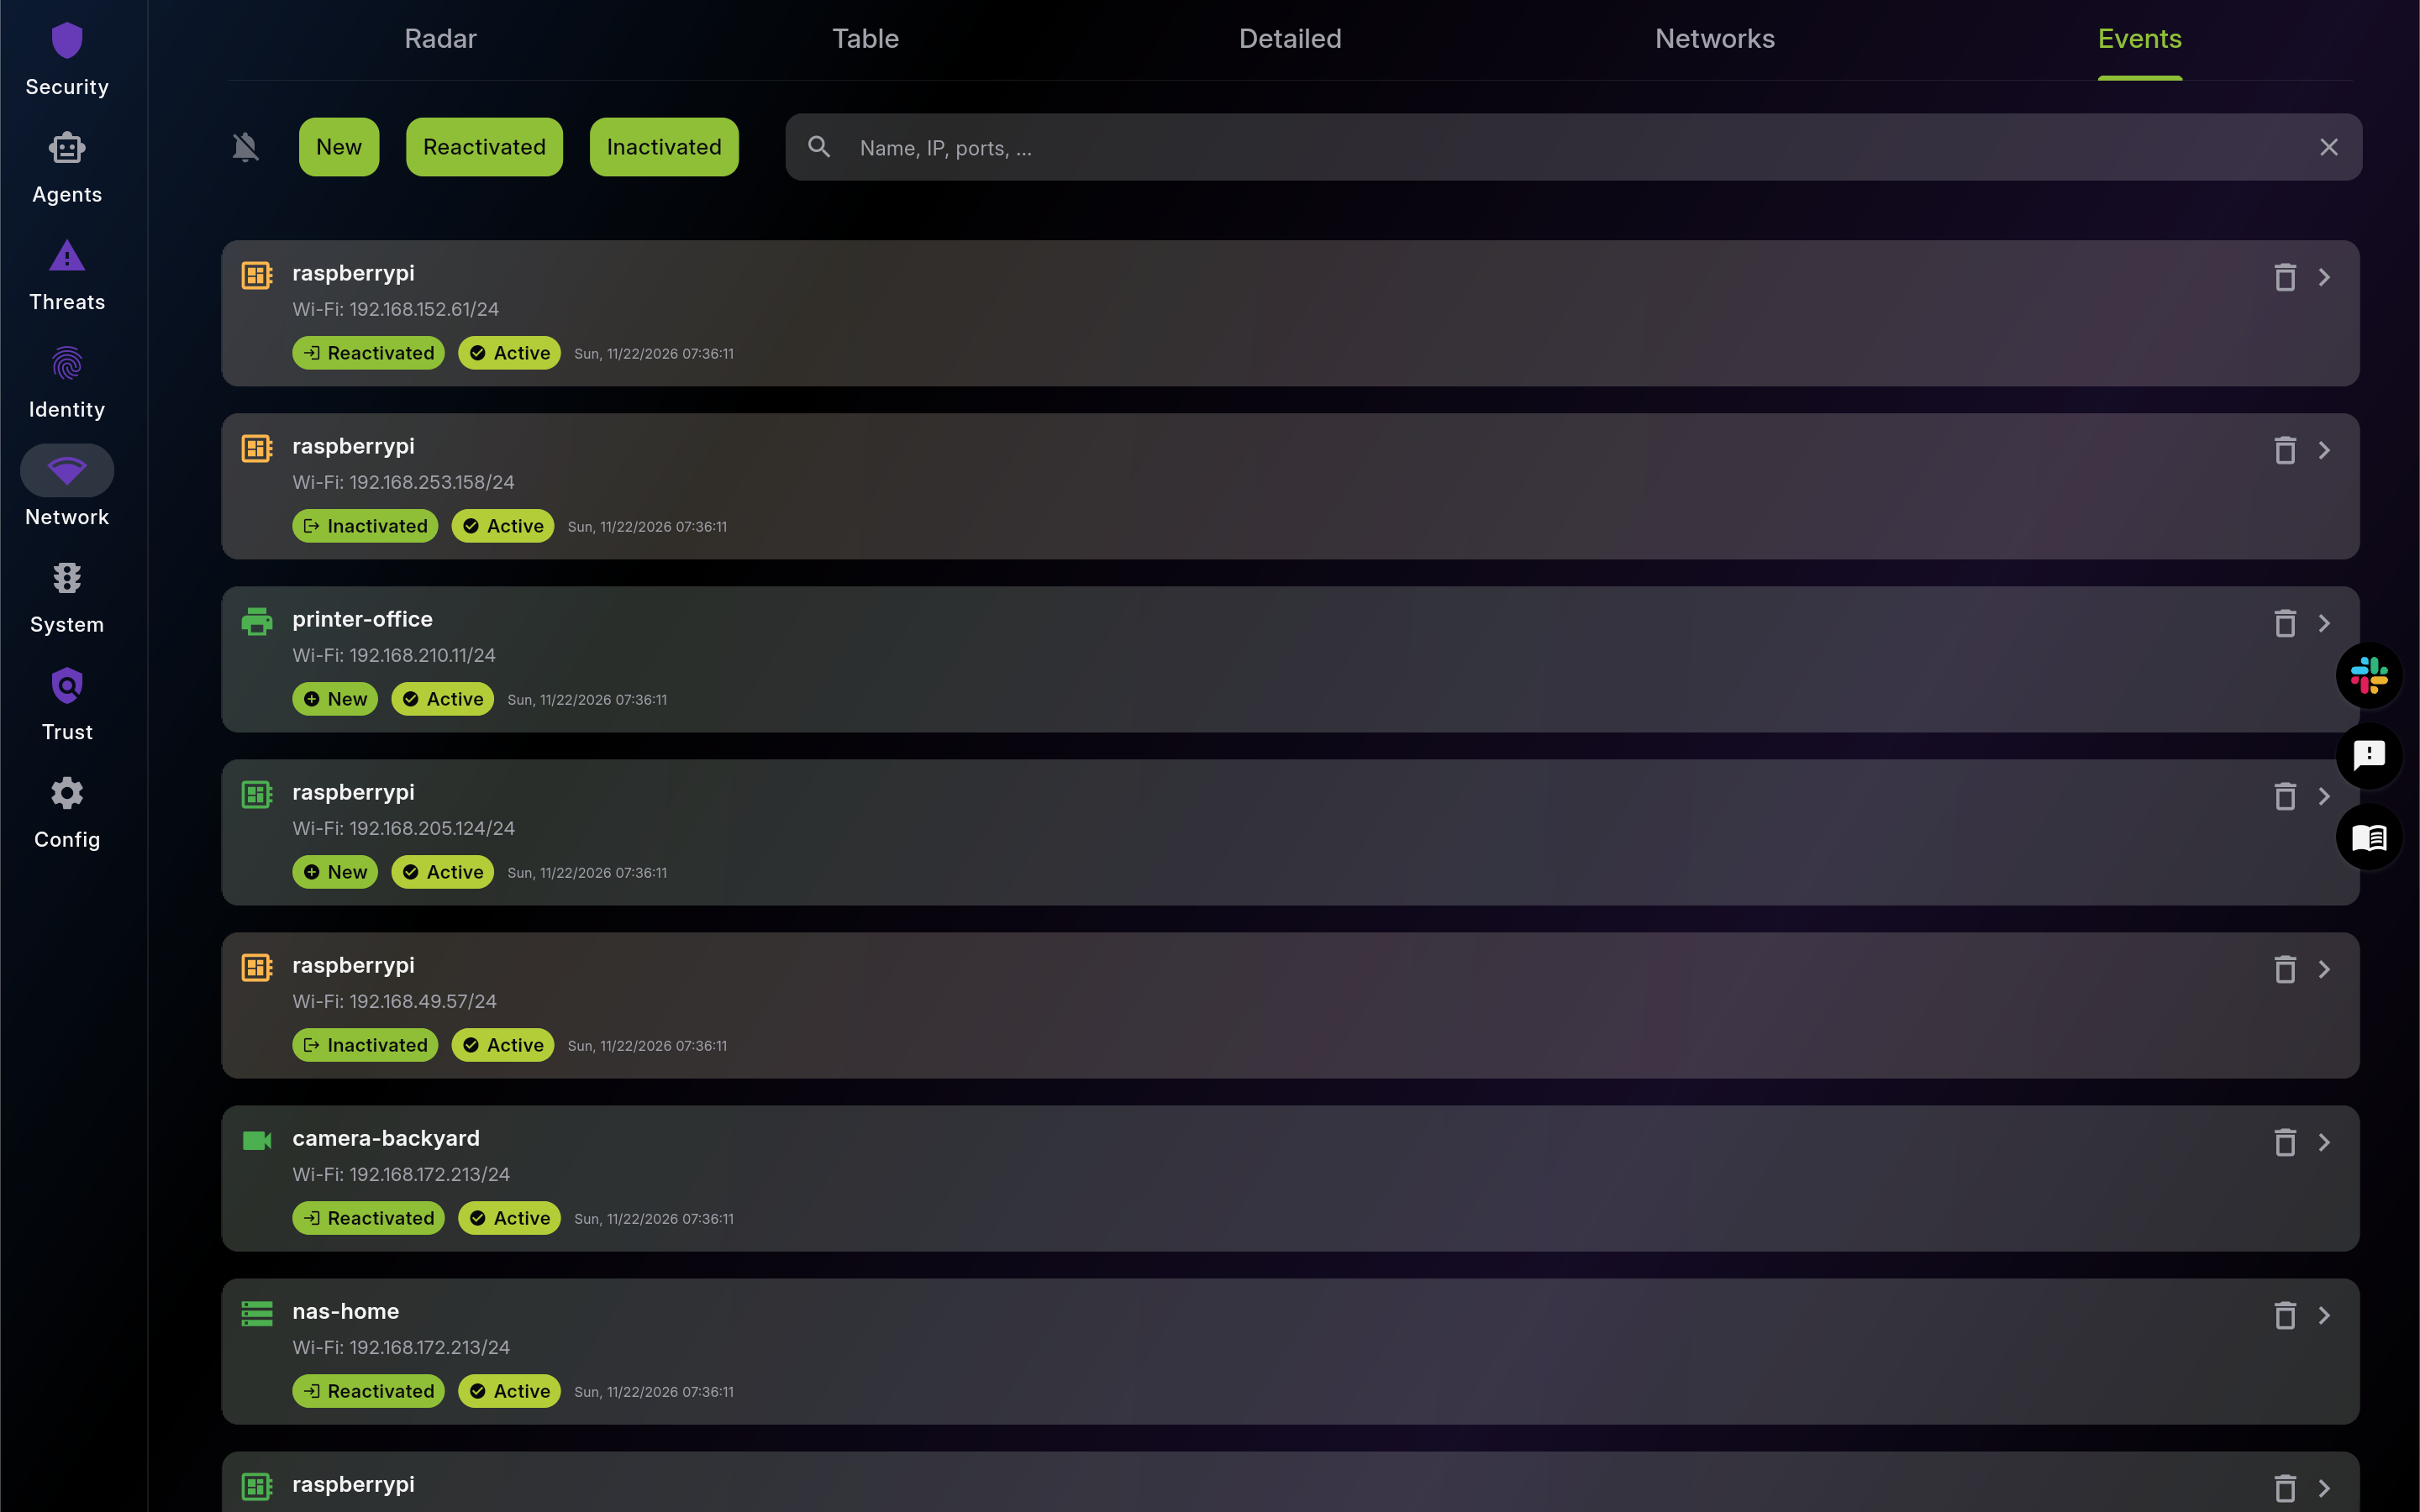 Radar
Table
Detailed
Networks
Events
Security
Agents
Threats
Identity
Network
System
Trust
Config
New
Reactivated
Inactivated
Name, IP, ports, ...
raspberrypi
Wi-Fi: 192.168.152.61/24
Reactivated Active Sun, 11/22/2026 07:36:11
raspberrypi
Wi-Fi: 192.168.253.158/24
Inactivated Active Sun, 11/22/2026 07:36:11
printer-office
Wi-Fi: 192.168.210.11/24
New Active Sun, 11/22/2026 07:36:11
raspberrypi
Wi-Fi: 192.168.205.124/24
New Active Sun, 11/22/2026 07:36:11
raspberrypi
Wi-Fi: 192.168.49.57/24
Inactivated Active Sun, 11/22/2026 07:36:11
camera-backyard
Wi-Fi: 192.168.172.213/24
Reactivated Active Sun, 11/22/2026 07:36:11
nas-home
Wi-Fi: 192.168.172.213/24
Reactivated Active Sun, 11/22/2026 07:36:11
raspberrypi